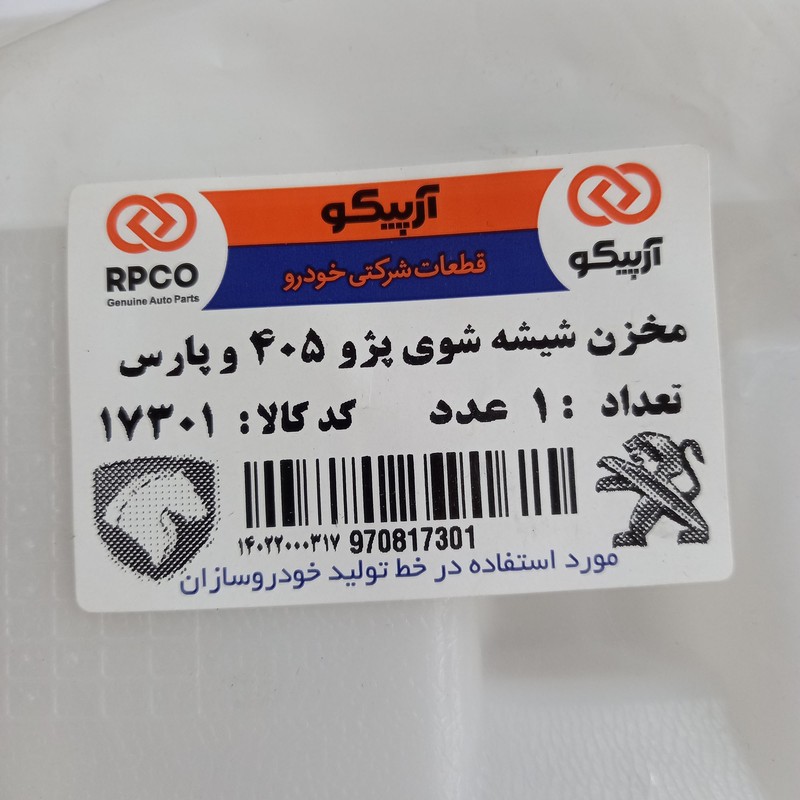 آرپیکو
قطعات شرکتی خودرو
RPCO
Genuine Auto Parts
آرپیکو
مخزن شیشه شوی پژو ۴۰۵ و پارس
تعداد : ۱ عدد کد کالا: ۱۷۳۰۱
۱۴۰۲۲۰۰۰۳۱۷ 970817301
مورد استفاده در خط تولید خودروسازان